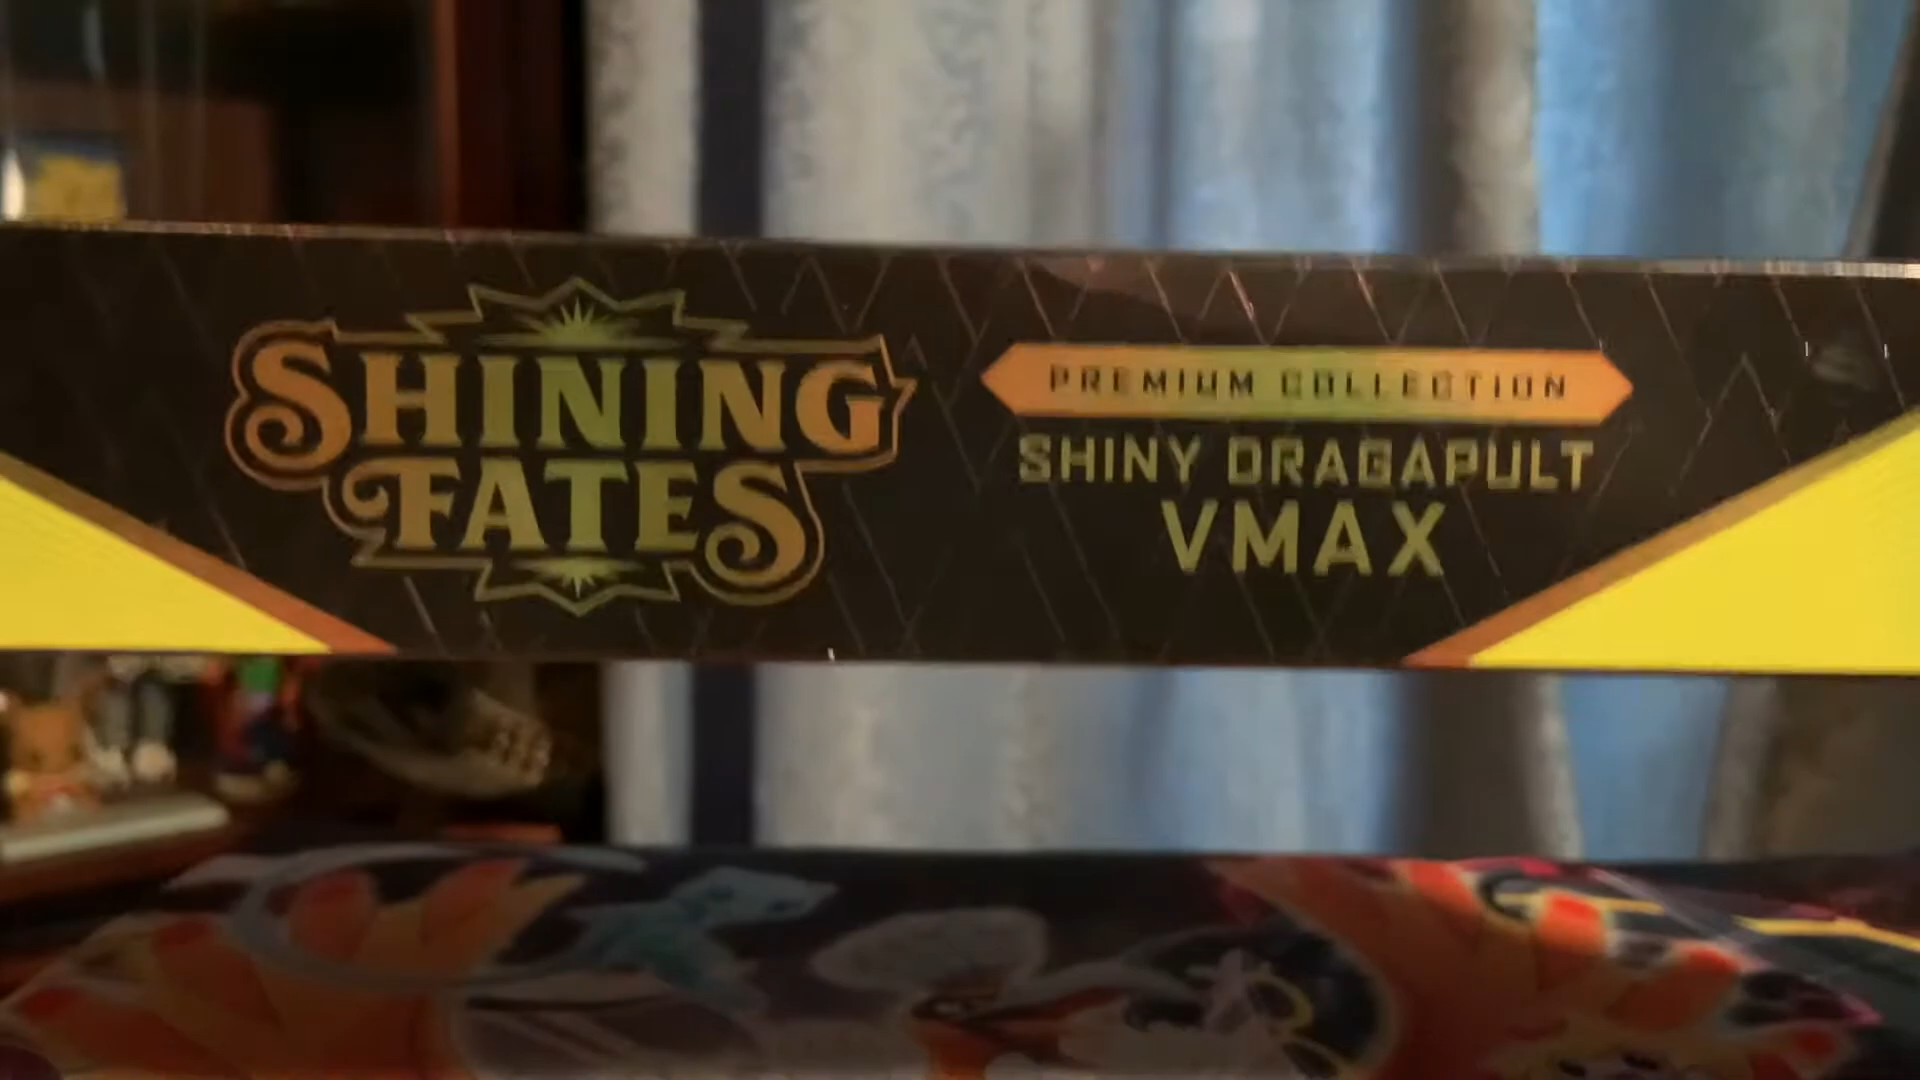 SHINING
FATES
PREMIUM COLLECTION
SHINY DRAGAPULT
VMAX